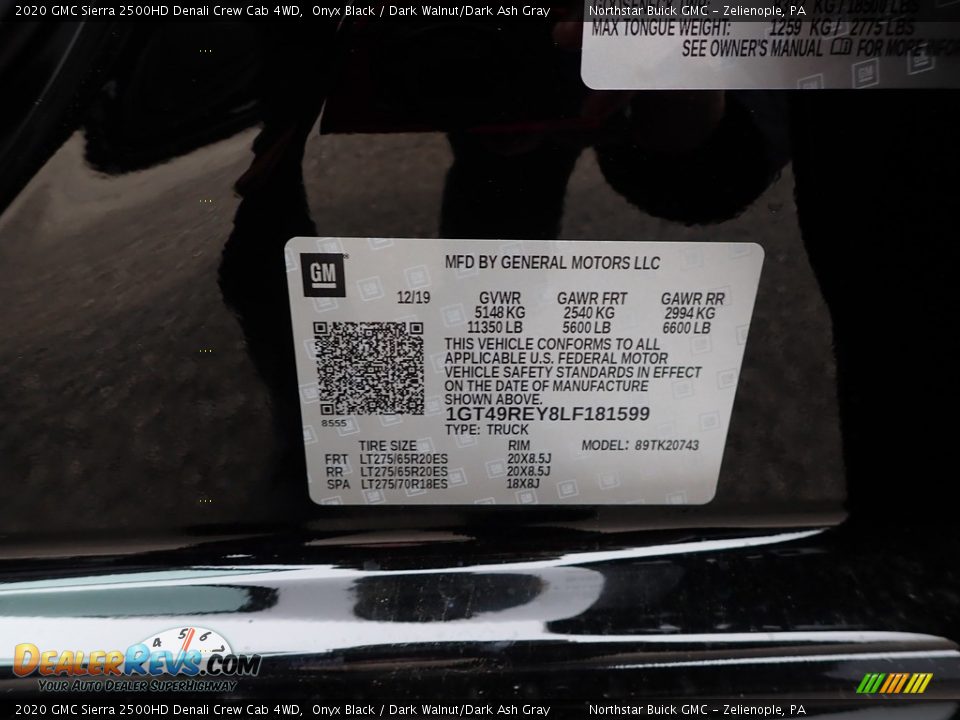 2020 GMC Sierra 2500HD Denali Crew Cab 4WD, Onyx Black / Dark Walnut/Dark Ash Gray Northstar Buick GMC – Zelienople, PA
KG / 18500 LBS
MAX TONGUE WEIGHT: 1259 KG / 2775 LBS
SEE OWNER'S MANUAL FOR MORE
GM
MFD BY GENERAL MOTORS LLC
12/19 GVWR GAWR FRT GAWR RR
5148 KG 2540 KG 2994 KG
11350 LB 5600 LB 6600 LB
THIS VEHICLE CONFORMS TO ALL
APPLICABLE U.S. FEDERAL MOTOR
VEHICLE SAFETY STANDARDS IN EFFECT
ON THE DATE OF MANUFACTURE
SHOWN ABOVE.
1GT49REY8LF181599
8555
TYPE: TRUCK
TIRE SIZE RIM MODEL: 89TK20743
FRT LT275/65R20ES 20X8.5J
RR LT275/65R20ES 20X8.5J
SPA LT275/70R18ES 18X8J
4 5 6
DEALERREVS.COM
YOUR AUTO DEALER SUPERHIGHWAY
2020 GMC Sierra 2500HD Denali Crew Cab 4WD, Onyx Black / Dark Walnut/Dark Ash Gray Northstar Buick GMC – Zelienople, PA